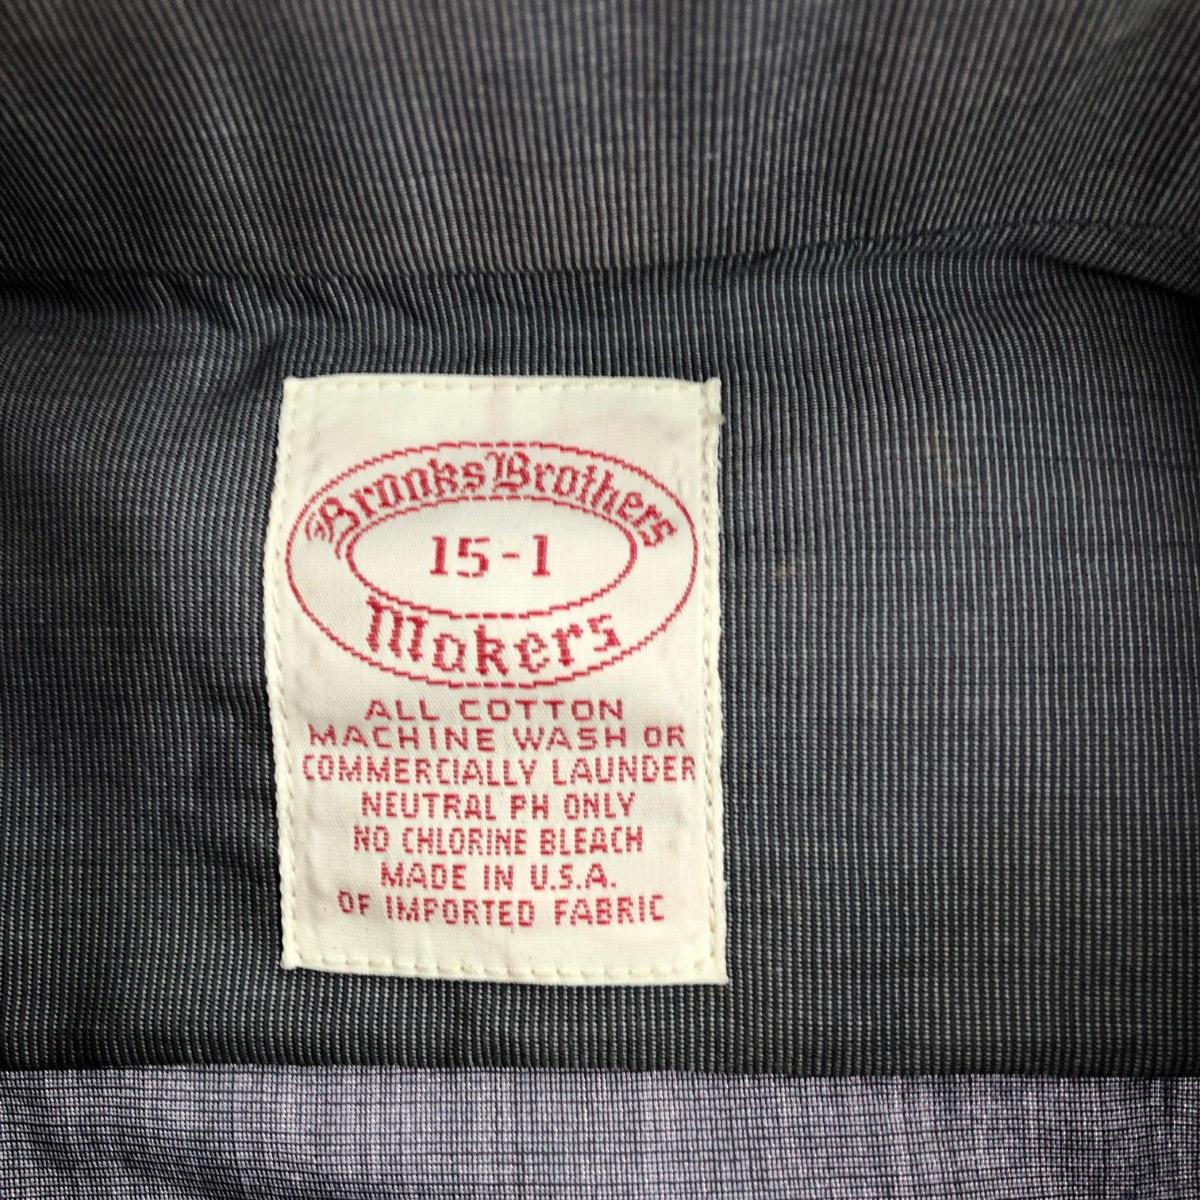 Brooks Brothers
15-1
Makers
ALL COTTON
MACHINE WASH OR
COMMERCIALLY LAUNDER
NEUTRAL PH ONLY
NO CHLORINE BLEACH
MADE IN U.S.A.
OF IMPORTED FABRIC